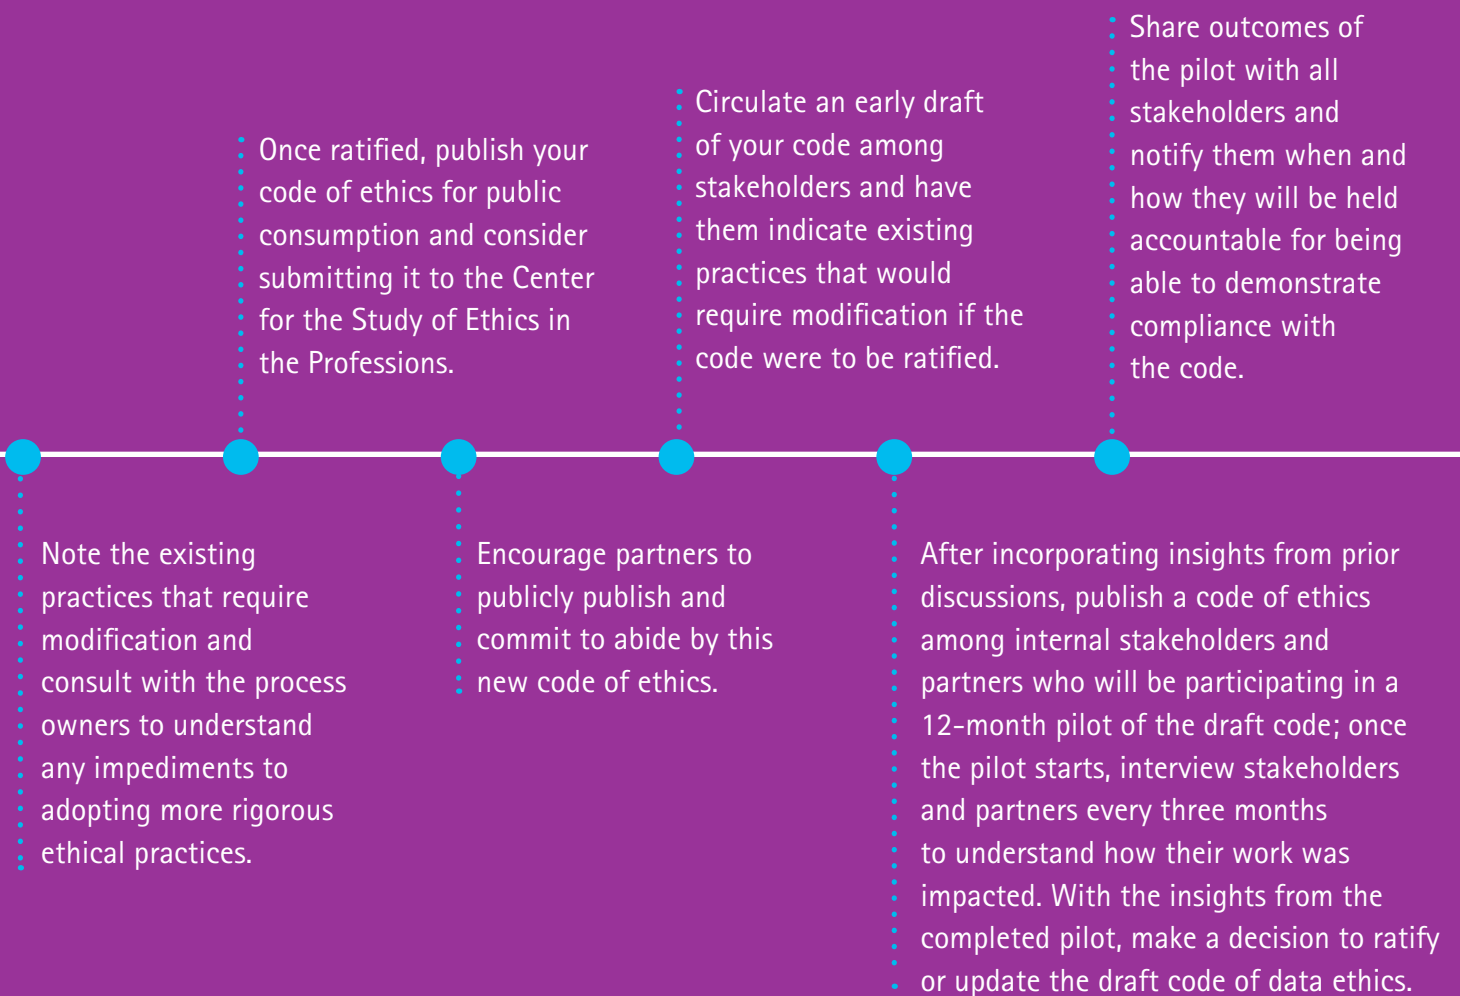 Note the existing
practices that require
modification and
consult with the process
owners to understand
any impediments to
adopting more rigorous
ethical practices.
Once ratified, publish your
code of ethics for public
consumption and consider
submitting it to the Center
for the Study of Ethics in
the Professions.
Encourage partners to
publicly publish and
commit to abide by this
new code of ethics.
Circulate an early draft
of your code among
stakeholders and have
them indicate existing
practices that would
require modification if the
code were to be ratified.
After incorporating insights from prior
discussions, publish a code of ethics
among internal stakeholders and
partners who will be participating in a
12-month pilot of the draft code; once
the pilot starts, interview stakeholders
and partners every three months
to understand how their work was
impacted. With the insights from the
completed pilot, make a decision to ratify
or update the draft code of data ethics.
Share outcomes of
the pilot with all
stakeholders and
notify them when and
how they will be held
accountable for being
able to demonstrate
compliance with
the code.